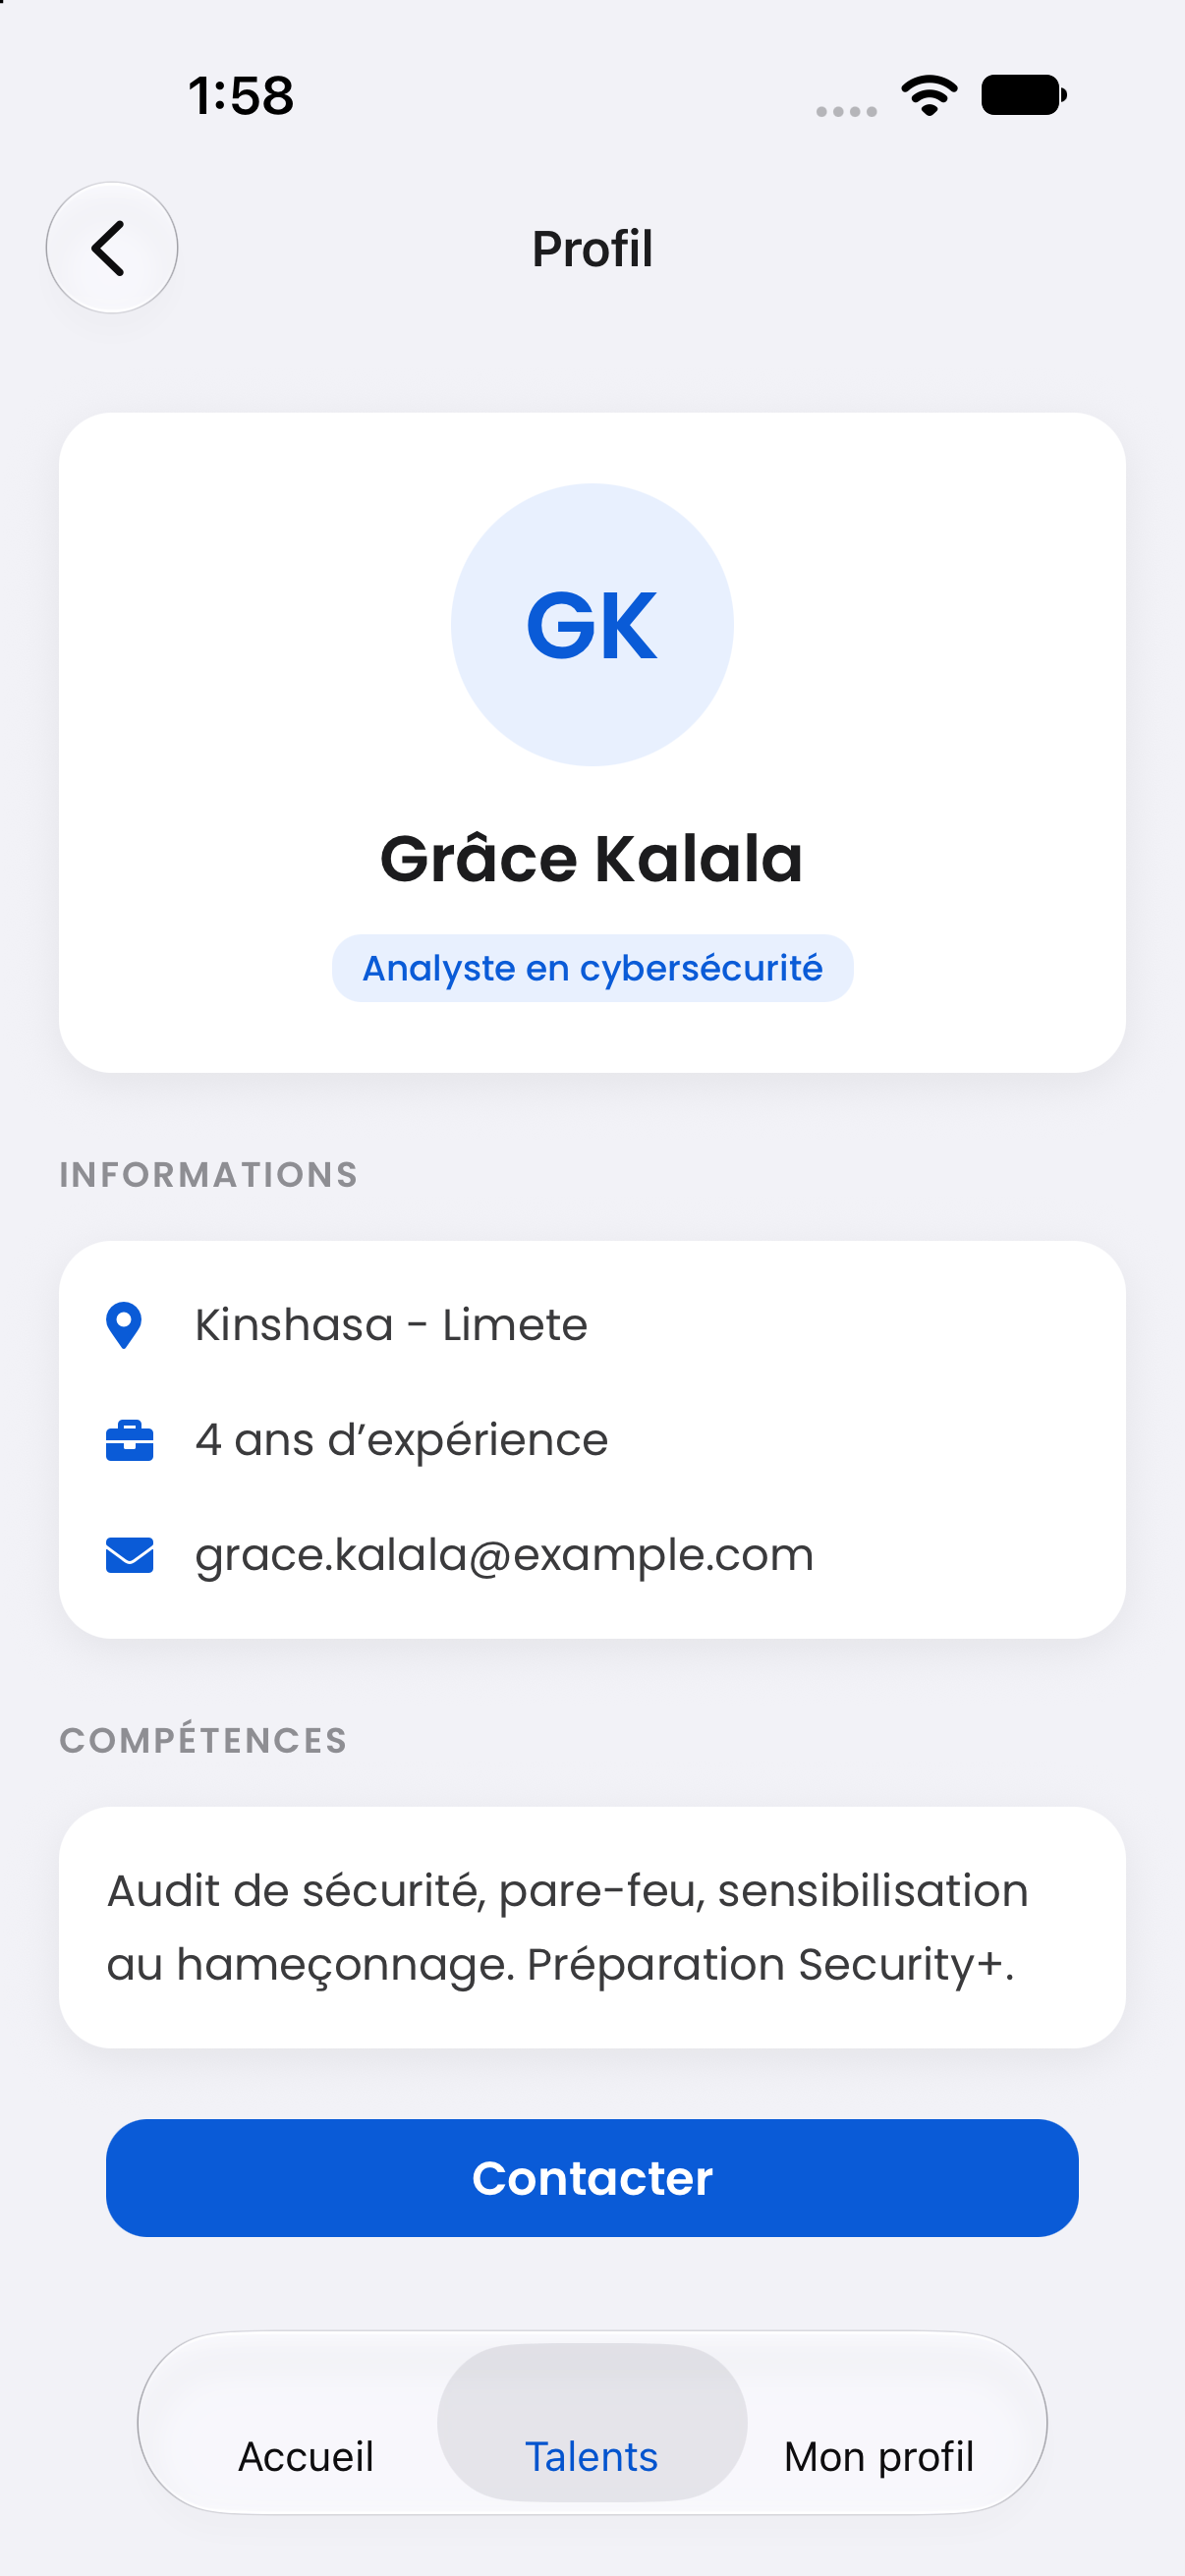 1:58
Profil
GK
Grâce Kalala
Analyste en cybersécurité
INFORMATIONS
Kinshasa - Limete
4 ans d’expérience
grace.kalala@example.com
COMPÉTENCES
Audit de sécurité, pare-feu, sensibilisation
au hameçonnage. Préparation Security+.
Contacter
Accueil
Talents
Mon profil